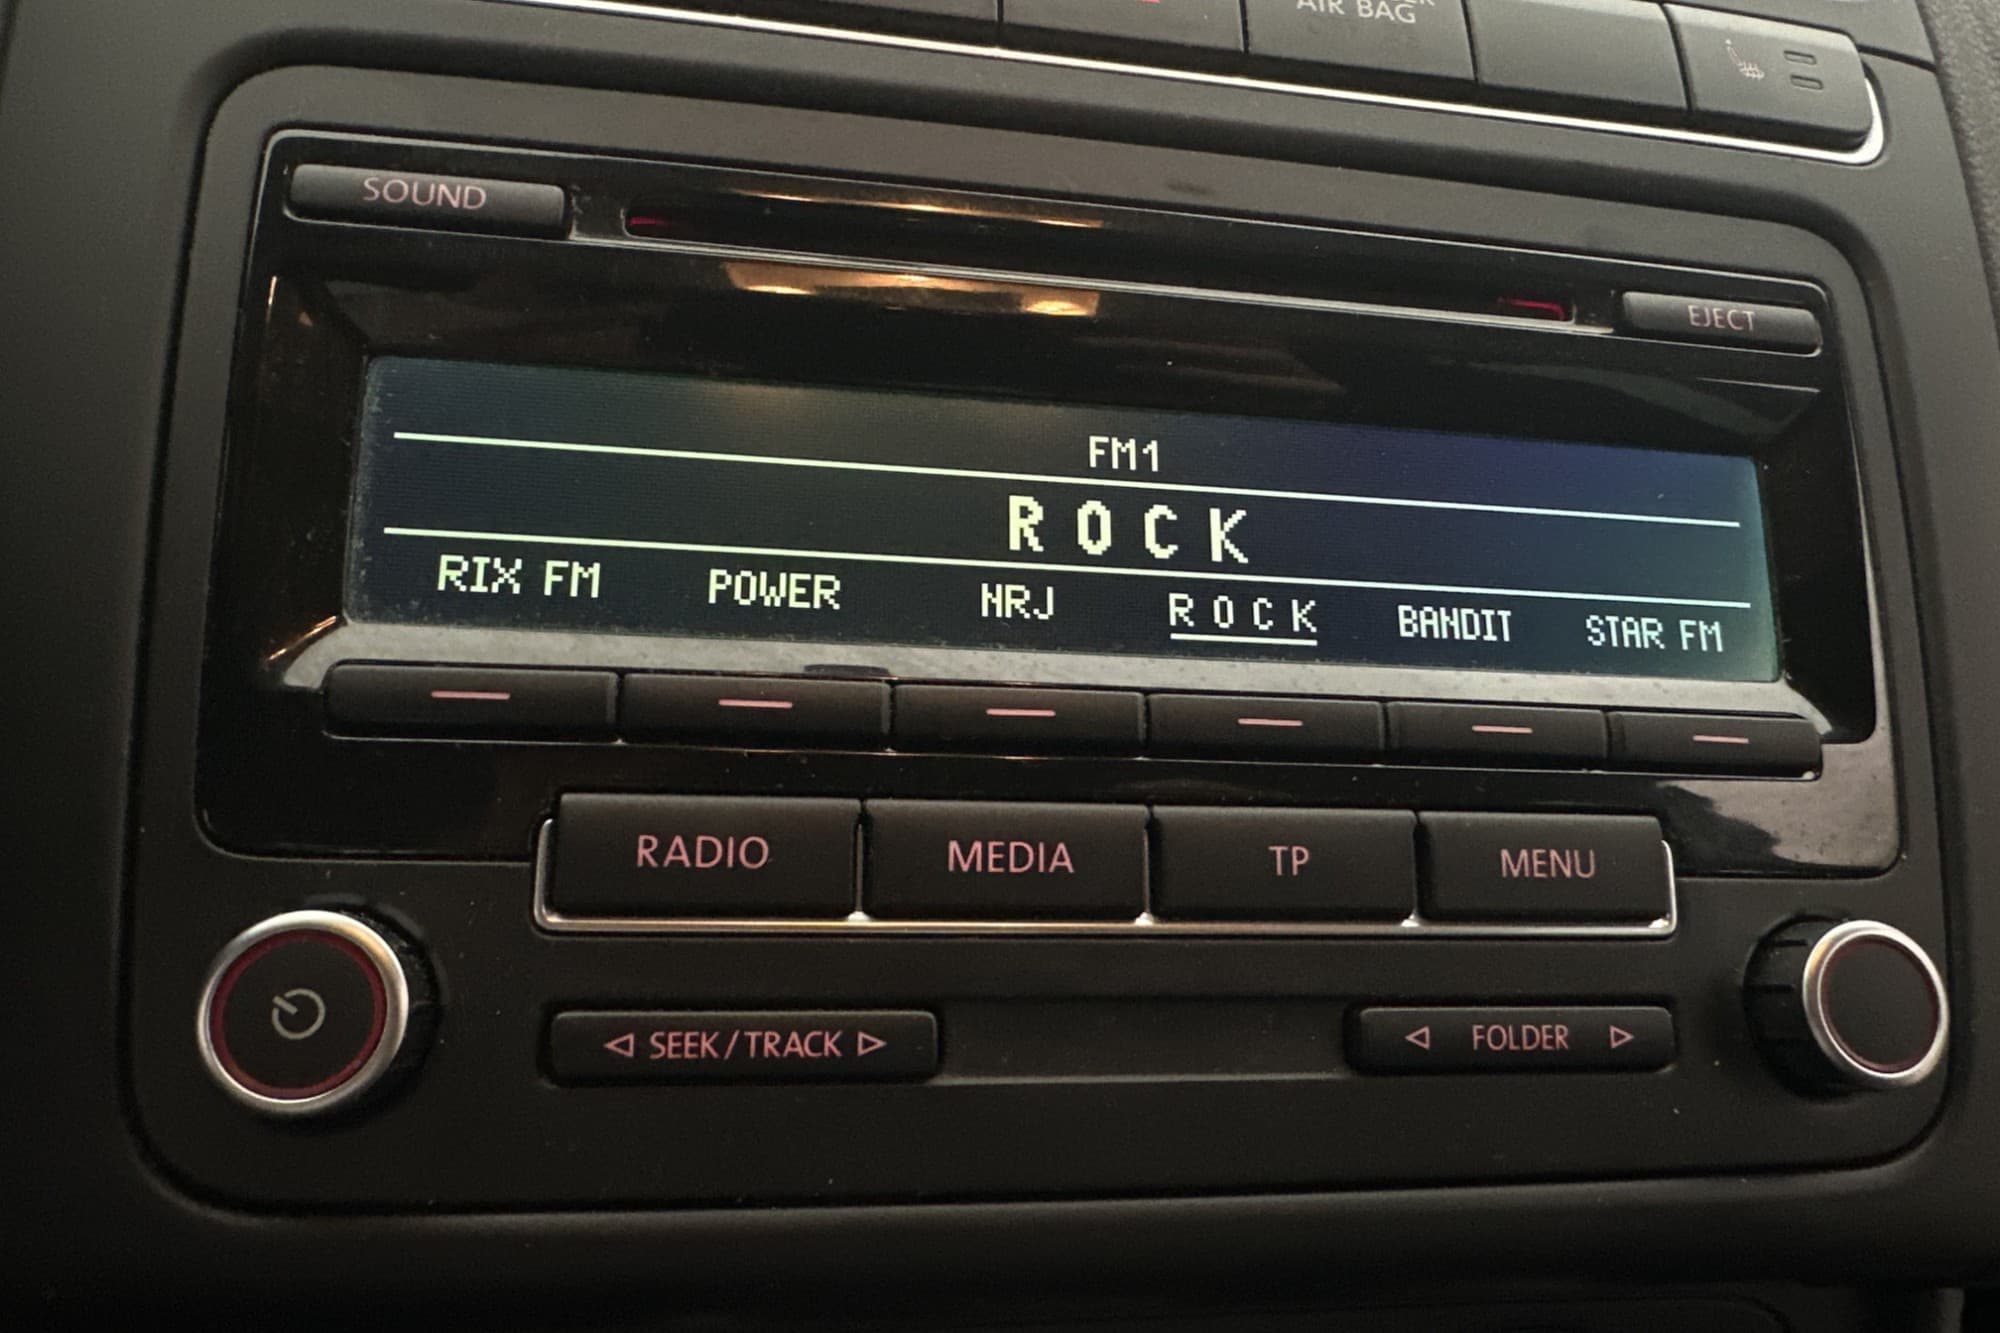 AIR BAG
SOUND
EJECT
FM1
ROCK
RIX FM POWER NRJ ROCK BANDIT STAR FM
RADIO MEDIA TP MENU
SEEK/TRACK FOLDER